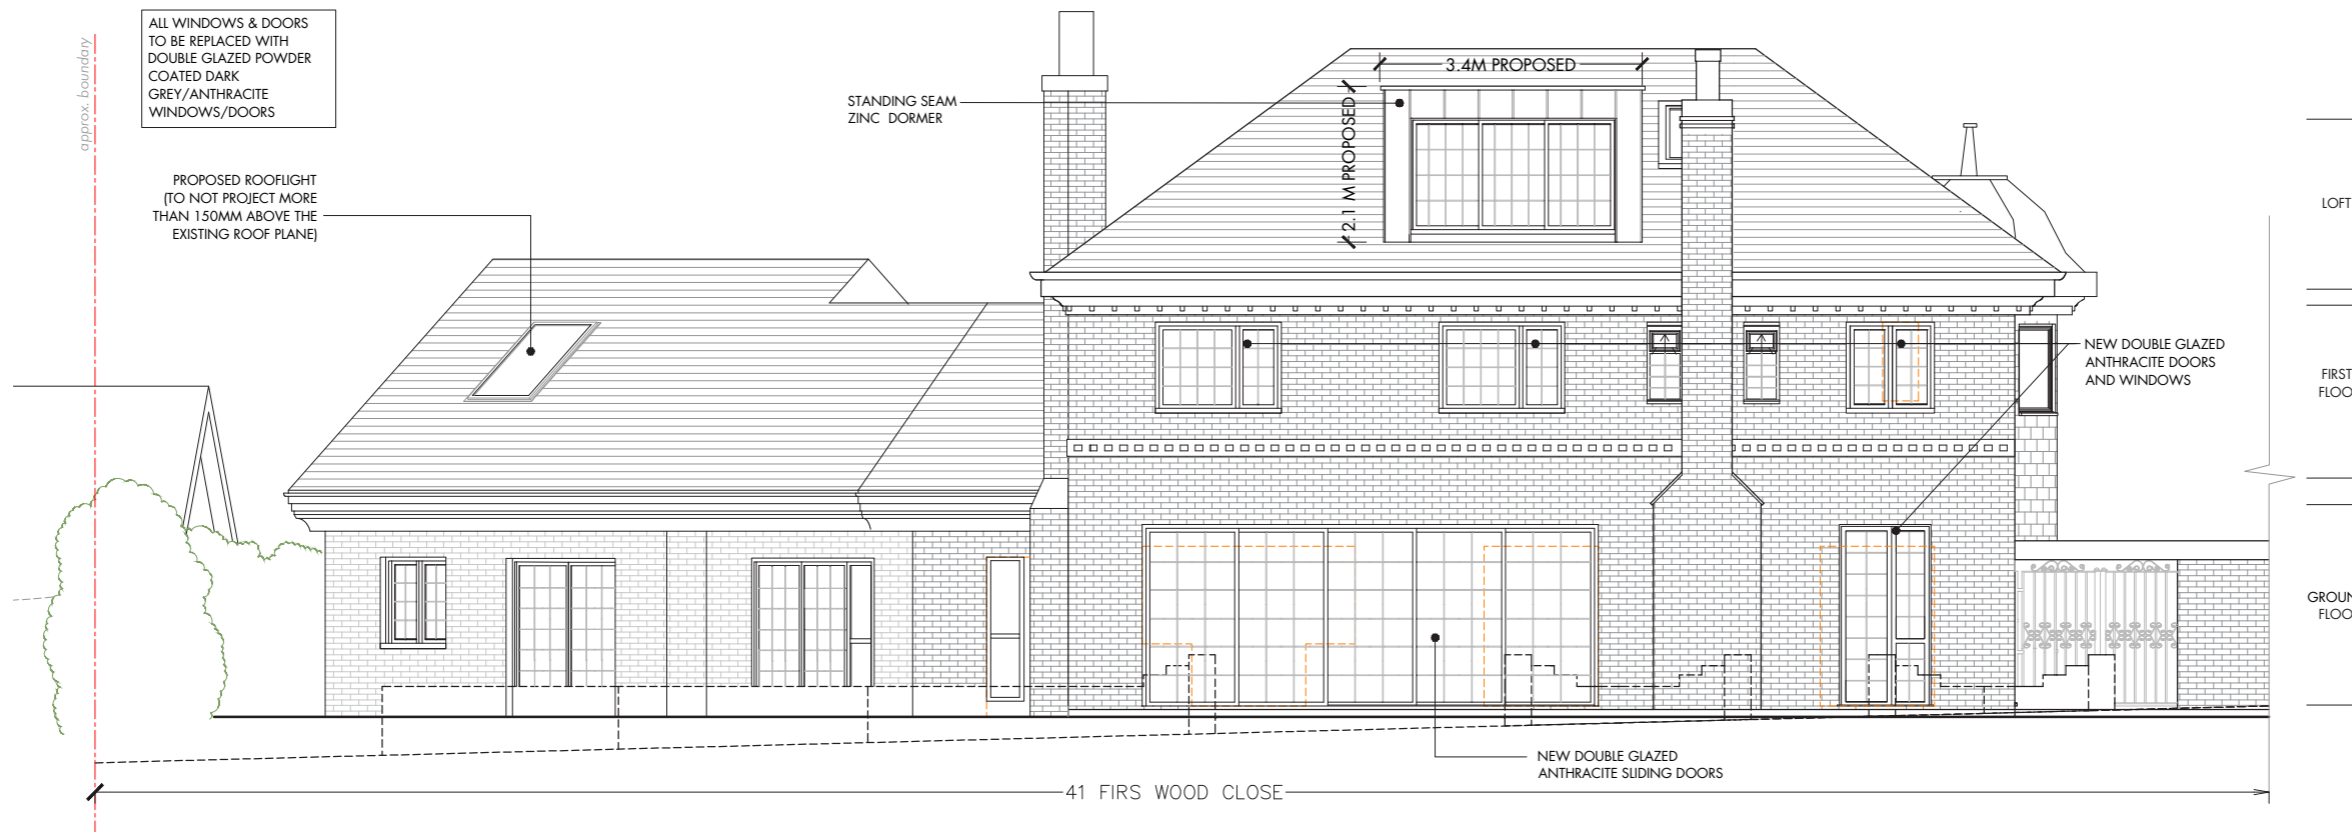 ALL WINDOWS & DOORS
TO BE REPLACED WITH
DOUBLE GLAZED POWDER
COATED DARK
GREY/ANTHRACITE
WINDOWS/DOORS
approx. boundary
PROPOSED ROOFLIGHT
(TO NOT PROJECT MORE
THAN 150MM ABOVE THE
EXISTING ROOF PLANE)
STANDING SEAM
ZINC DORMER
3.4M PROPOSED
2.1 M PROPOSED
NEW DOUBLE GLAZED
ANTHRACITE DOORS
AND WINDOWS
LOFT
FIRST
FLOO
GROUN
FLOO
NEW DOUBLE GLAZED
ANTHRACITE SLIDING DOORS
41 FIRS WOOD CLOSE